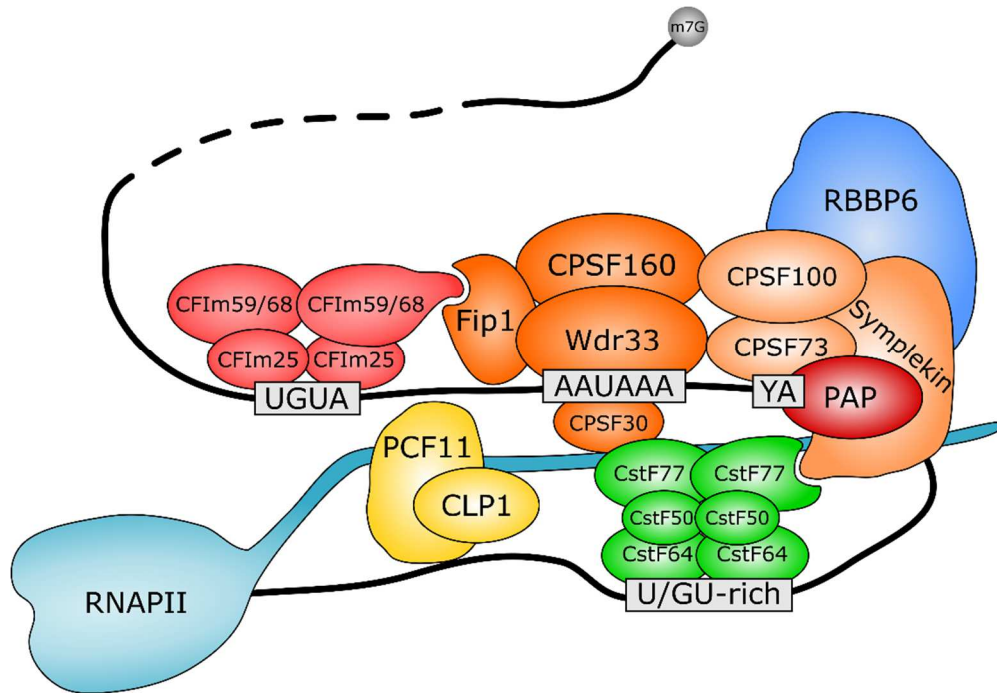 m7G
RBBP6
CPSF160
CPSF100
CFIm59/68
CFIm59/68
Fip1
Symplekin
Wdr33
CPSF73
CFIm25
CFIm25
UGUA
AAUAAA
YA
PAP
CPSF30
PCF11
CstF77
CstF77
CLP1
CstF50
CstF50
CstF64
CstF64
RNAPII
U/GU-rich